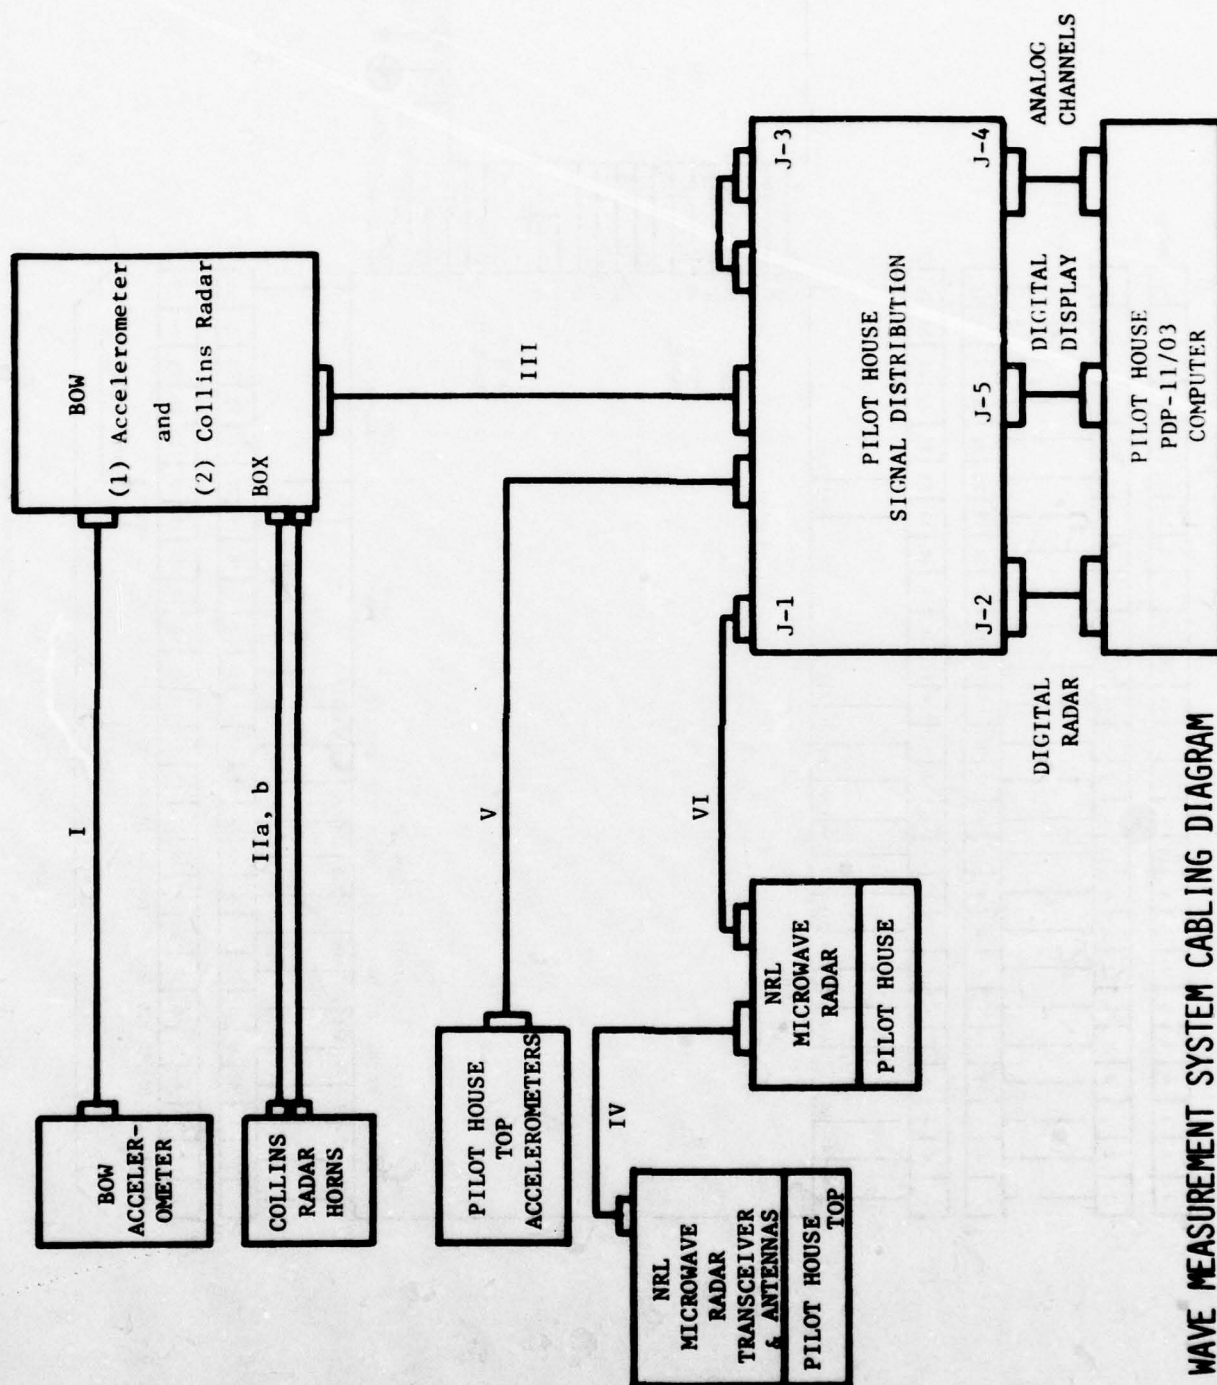 BOW
(1) Accelerometer
and
(2) Collins Radar
BOX
I
IIa, b
III
BOW
ACCELER-
OMETER
COLLINS
RADAR
HORNS
V
PILOT HOUSE
TOP
ACCELEROMETERS
VI
IV
NRL
MICROWAVE
RADAR
PILOT HOUSE
NRL
MICROWAVE
RADAR
TRANSCEIVER
& ANTENNAS
PILOT HOUSE
TOP
J-1
J-3
PILOT HOUSE
SIGNAL DISTRIBUTION
J-2
J-5
J-4
DIGITAL
RADAR
DIGITAL
DISPLAY
ANALOG
CHANNELS
PILOT HOUSE
PDP-11/03
COMPUTER
WAVE MEASUREMENT SYSTEM CABLING DIAGRAM